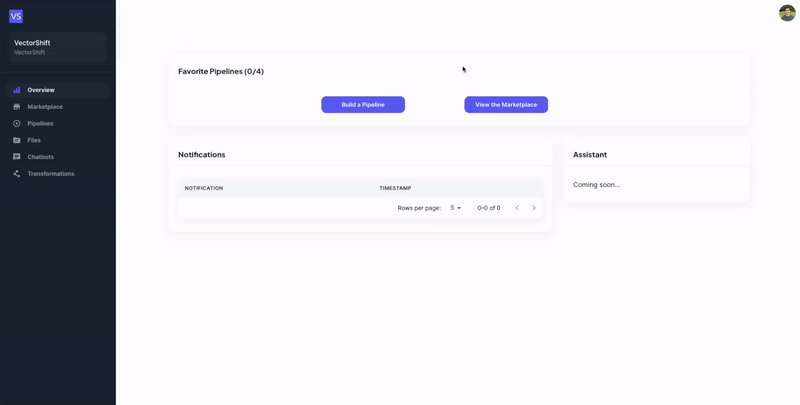 VS
VectorShift
VectorShift
Overview
Marketplace
Pipelines
Files
Chatbots
Transformations
Favorite Pipelines (0/4)
Build a Pipeline
View the Marketplace
Notifications
NOTIFICATION TIMESTAMP
Rows per page: 5 0–0 of 0
Assistant
Coming soon...